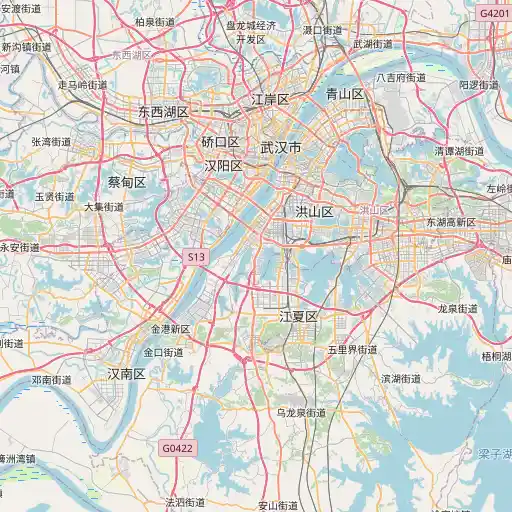 安渡街道
柏泉街道
盘龙城经济
开发区
滠口街道
武湖街道
G4201
新沟镇街道
东西湖区
河镇
走马岭街道
八吉府街道
阳逻街道
东西湖区
江岸区
青山区
张湾街道
硚口区
武汉市
清谭湖街道
汉阳区
蔡甸区
左岭街道
玉贤街道
大集街道
洪山区
洪山区
东湖高新区
永安街道
S13
龙泉街道
金港新区
江夏区
金口街道
五里界街道
梧桐湖
汉南区
邓南街道
滨湖街道
乌龙泉街道
G0422
簰洲湾镇
梁子湖
法泗街道
安山街道